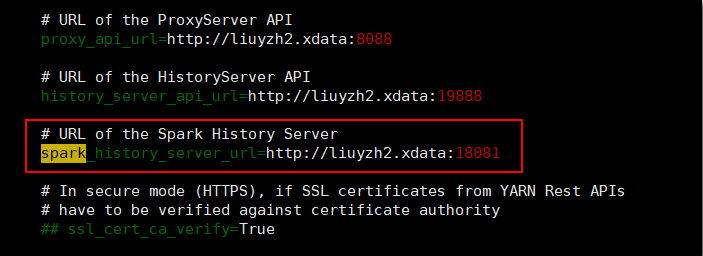 # URL of the ProxyServer API
proxy_api_url=http://liuyzh2.xdata:8088
# URL of the HistoryServer API
history_server_api_url=http://liuyzh2.xdata:19888
# URL of the Spark History Server
spark_history_server_url=http://liuyzh2.xdata:18081
# In secure mode (HTTPS), if SSL certificates from YARN Rest APIs
# have to be verified against certificate authority
## ssl_cert_ca_verify=True